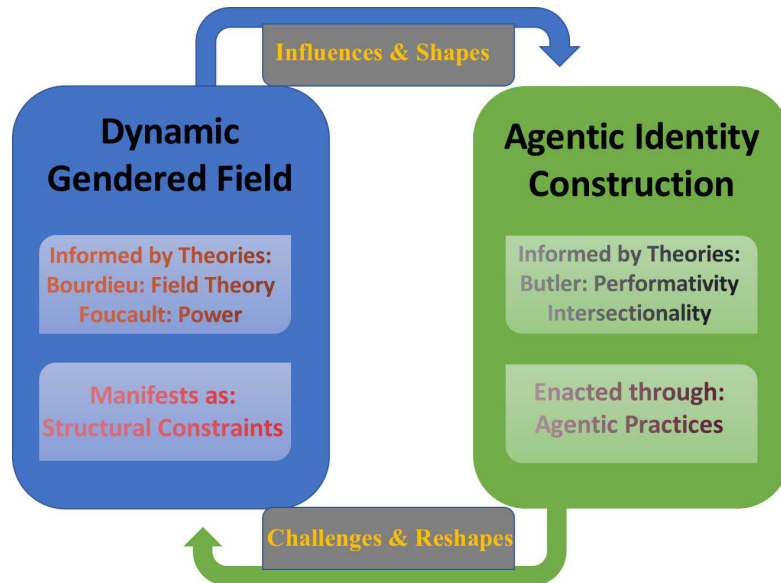 Influences & Shapes
Dynamic
Gendered Field
Informed by Theories:
Bourdieu: Field Theory
Foucault: Power
Manifests as:
Structural Constraints
Agentic Identity
Construction
Informed by Theories:
Butler: Performativity
Intersectionality
Enacted through:
Agentic Practices
Challenges & Reshapes